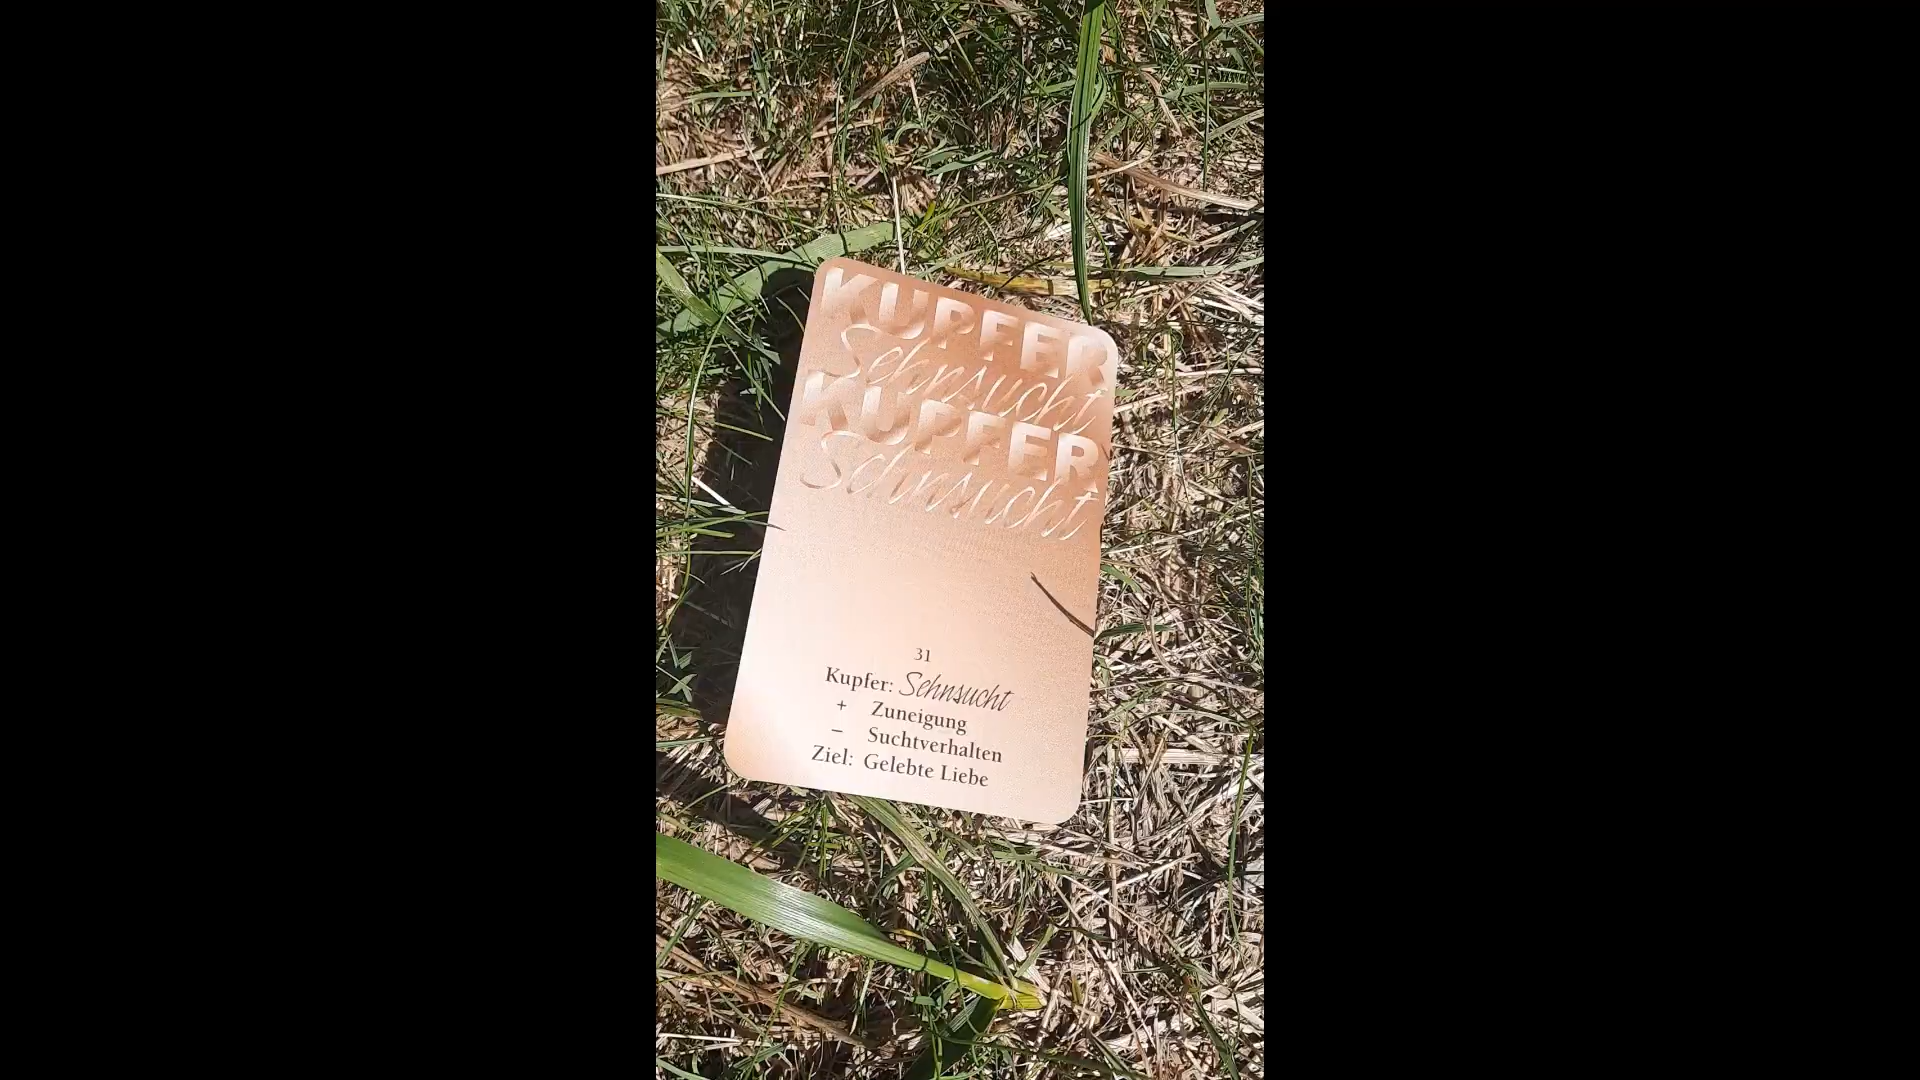 KUPFER
Sehnsucht
KUPFER
Sehnsucht
31
Kupfer: Sehnsucht
+ Zuneigung
– Suchtverhalten
Ziel: Gelebte Liebe